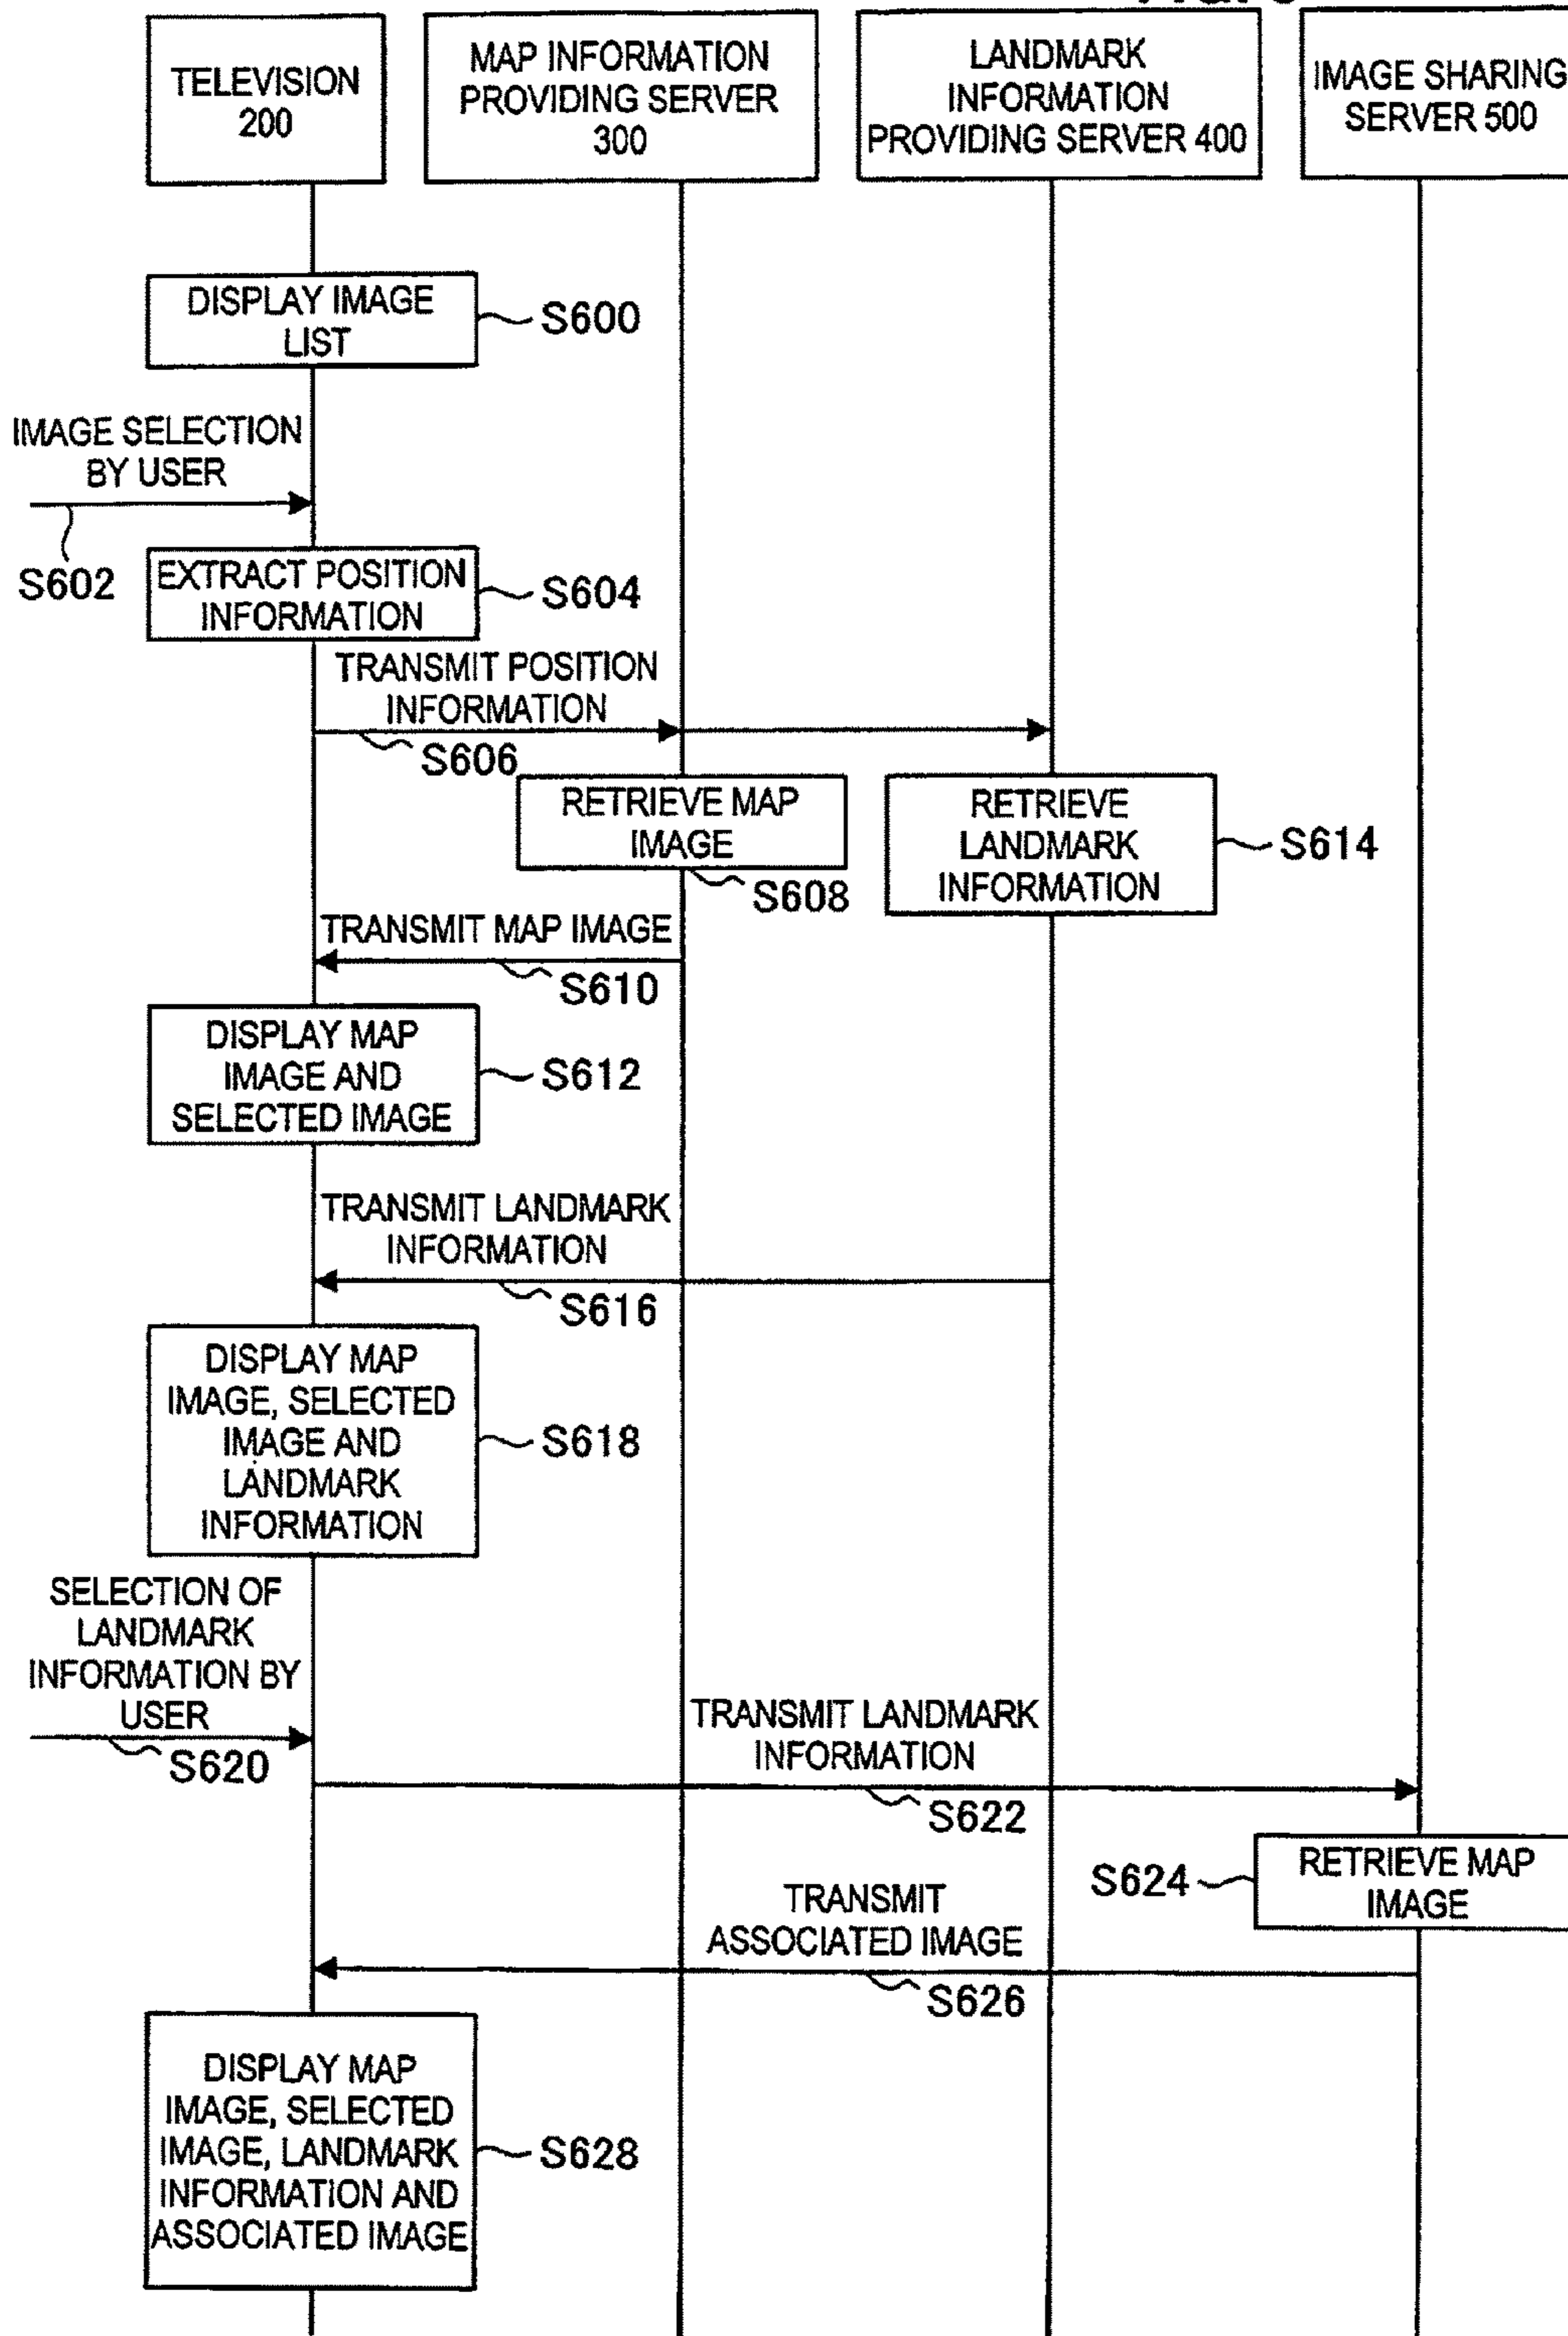 TELEVISION
200
MAP INFORMATION
PROVIDING SERVER
300
LANDMARK
INFORMATION
PROVIDING SERVER 400
IMAGE SHARING
SERVER 500
DISPLAY IMAGE
LIST
S600
IMAGE SELECTION
BY USER
S602
EXTRACT POSITION
INFORMATION
S604
TRANSMIT POSITION
INFORMATION
S606
RETRIEVE MAP
IMAGE
S608
RETRIEVE
LANDMARK
INFORMATION
S614
TRANSMIT MAP IMAGE
S610
DISPLAY MAP
IMAGE AND
SELECTED IMAGE
S612
TRANSMIT LANDMARK
INFORMATION
S616
DISPLAY MAP
IMAGE, SELECTED
IMAGE AND
LANDMARK
INFORMATION
S618
SELECTION OF
LANDMARK
INFORMATION BY
USER
S620
TRANSMIT LANDMARK
INFORMATION
S622
S624
RETRIEVE MAP
IMAGE
TRANSMIT
ASSOCIATED IMAGE
S626
DISPLAY MAP
IMAGE, SELECTED
IMAGE, LANDMARK
INFORMATION AND
ASSOCIATED IMAGE
S628